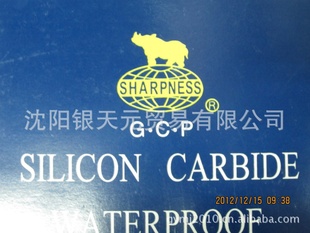 SHARPNESS
®
G·C·P
沈阳银天元贸易有限公司
SILICON CARBIDE
2012/12/15 09:38
WATERPROOF